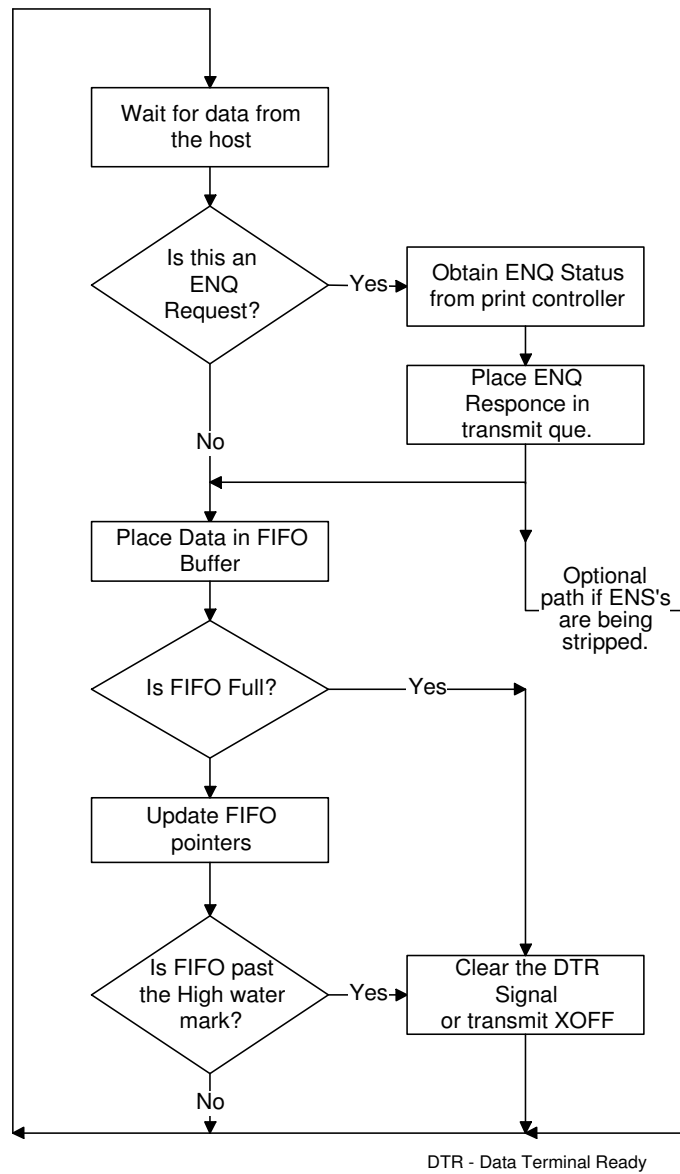 Wait for data from
the host
Is this an
ENQ
Request?
Yes
Obtain ENQ Status
from print controller
Place ENQ
Responce in
transmit que.
No
Place Data in FIFO
Buffer
Optional
path if ENS's
are being
stripped.
Is FIFO Full?
Yes
Update FIFO
pointers
Is FIFO past
the High water
mark?
Yes
Clear the DTR
Signal
or transmit XOFF
No
DTR - Data Terminal Ready